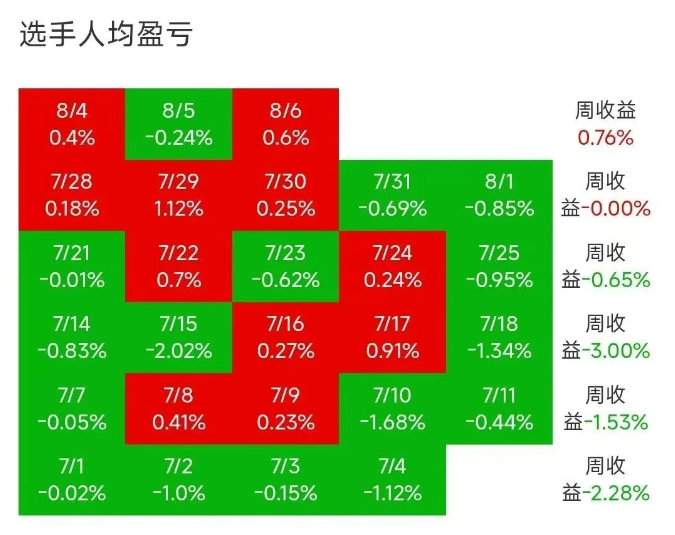 选手人均盈亏
8/4 8/5 8/6 周收益
0.4% -0.24% 0.6% 0.76%
7/28 7/29 7/30 7/31 8/1 周收
0.18% 1.12% 0.25% -0.69% -0.85% 益-0.00%
7/21 7/22 7/23 7/24 7/25 周收
-0.01% 0.7% -0.62% 0.24% -0.95% 益-0.65%
7/14 7/15 7/16 7/17 7/18 周收
-0.83% -2.02% 0.27% 0.91% -1.34% 益-3.00%
7/7 7/8 7/9 7/10 7/11 周收
-0.05% 0.41% 0.23% -1.68% -0.44% 益-1.53%
7/1 7/2 7/3 7/4 周收
-0.02% -1.0% -0.15% -1.12% 益-2.28%